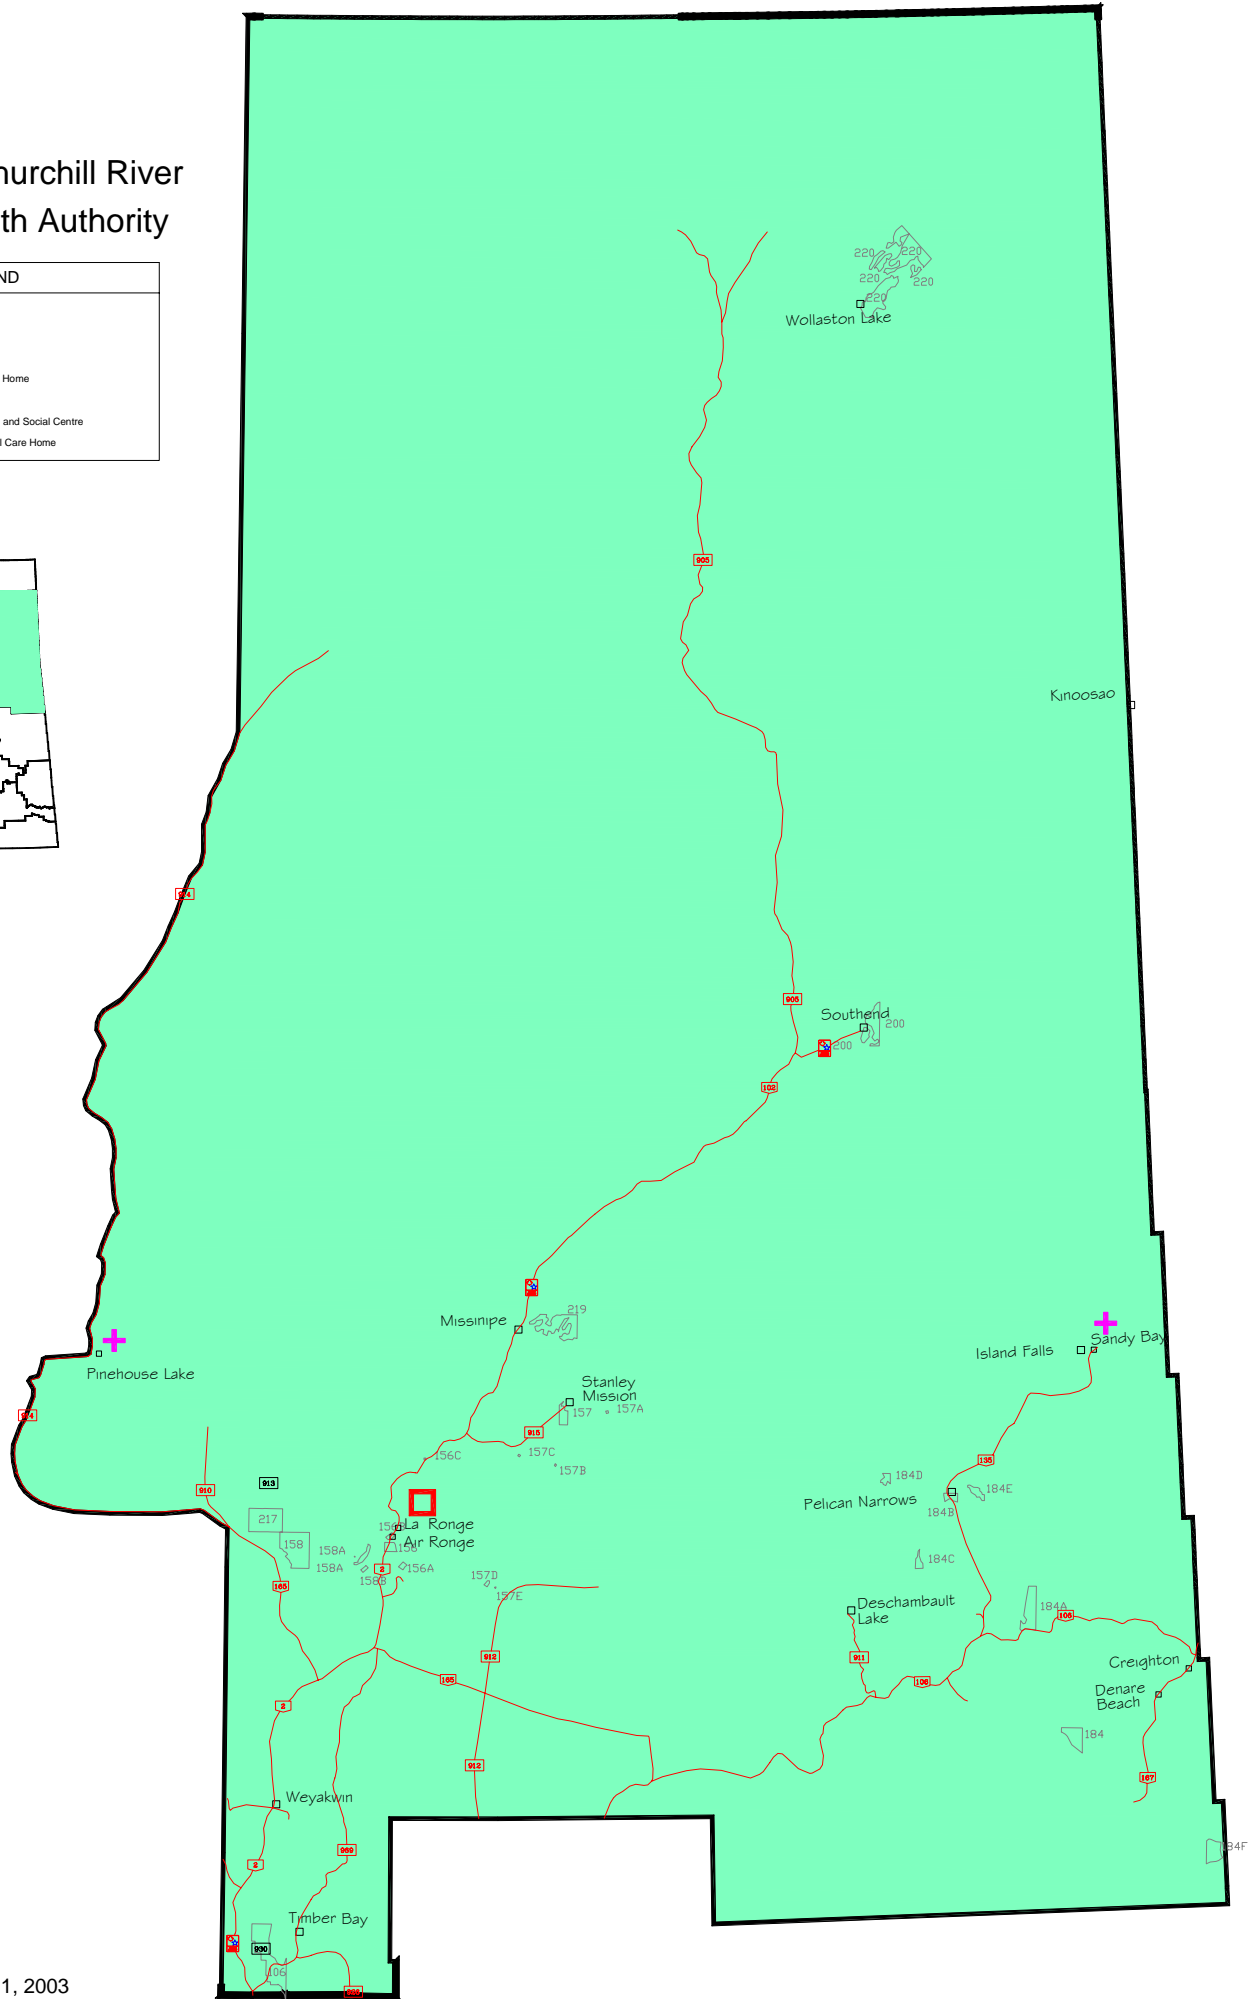 hurchill River
th Authority
ND
Home
and Social Centre
l Care Home
220
220
220
220
220
Wollaston Lake
905
Kinoosao
905
Southend
200
200
102
219
Missinipe
Sandy Bay
Island Falls
Pinehouse Lake
Stanley
Mission
157
157A
915
156C
157C
157B
135
184D
184E
913
910
Pelican Narrows
184B
217
La Ronge
158
156
Air Ronge
158A
158A
158B
2
156A
184C
157D
157E
165
Deschambault
Lake
184A
106
912
911
Creighton
165
106
Denare
Beach
2
184
912
167
Weyakwin
969
84F
2
Timber Bay
930
106
1, 2003